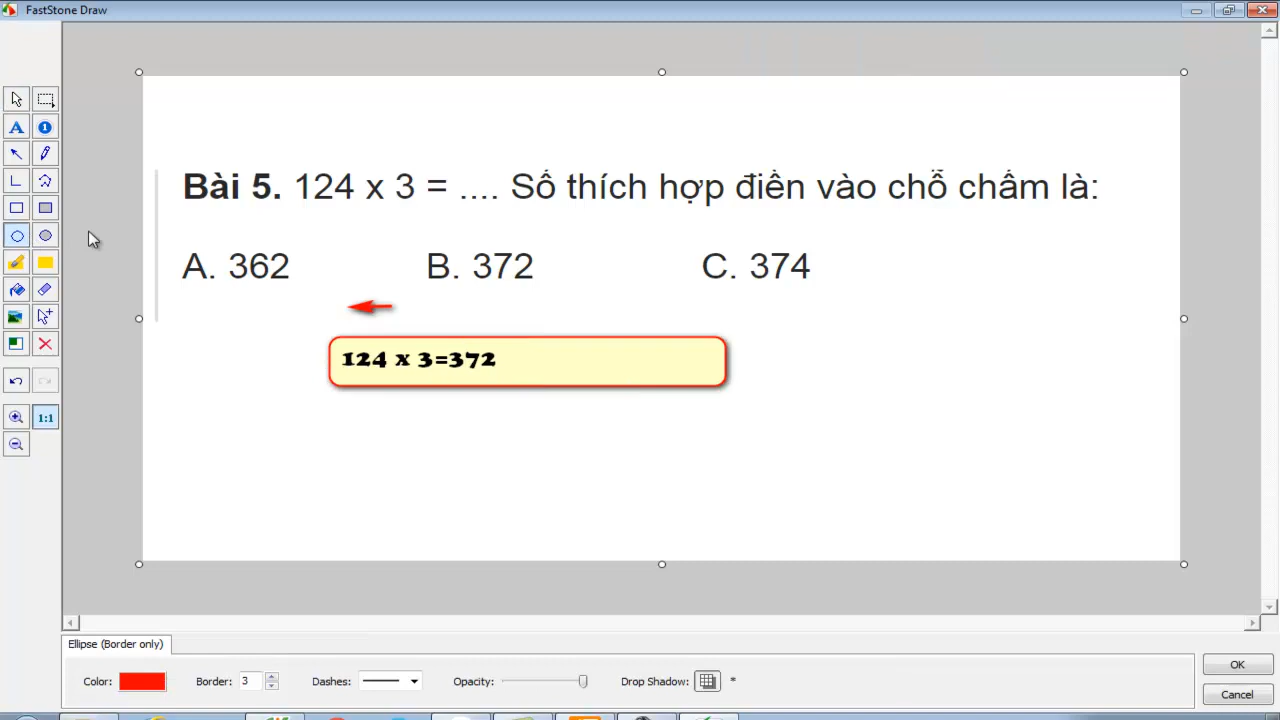 FastStone Draw
Bài 5. 124 x 3 = .... Số thích hợp điền vào chỗ chấm là:
A. 362 B. 372 C. 374
124 x 3=372
1:1
Ellipse (Border only)
Color: Border: 3 Dashes: Opacity: Drop Shadow: *
OK
Cancel